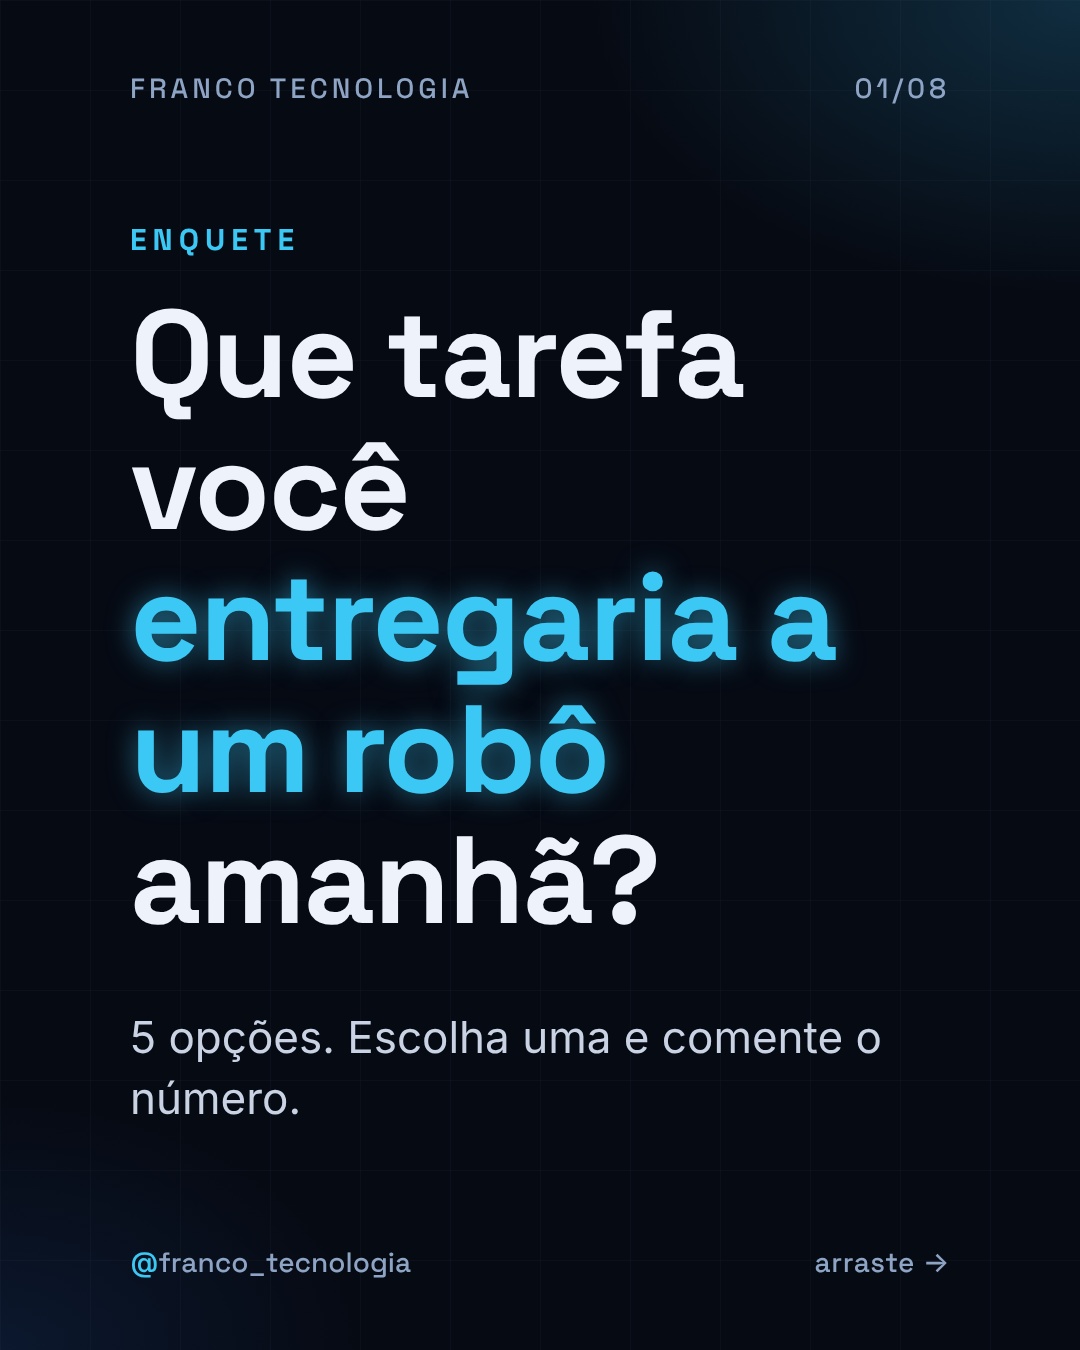 FRANCO TECNOLOGIA
01/08
ENQUETE
Que tarefa
você
entregaria a
um robô
amanhã?
5 opções. Escolha uma e comente o
número.
@franco_tecnologia
arraste →